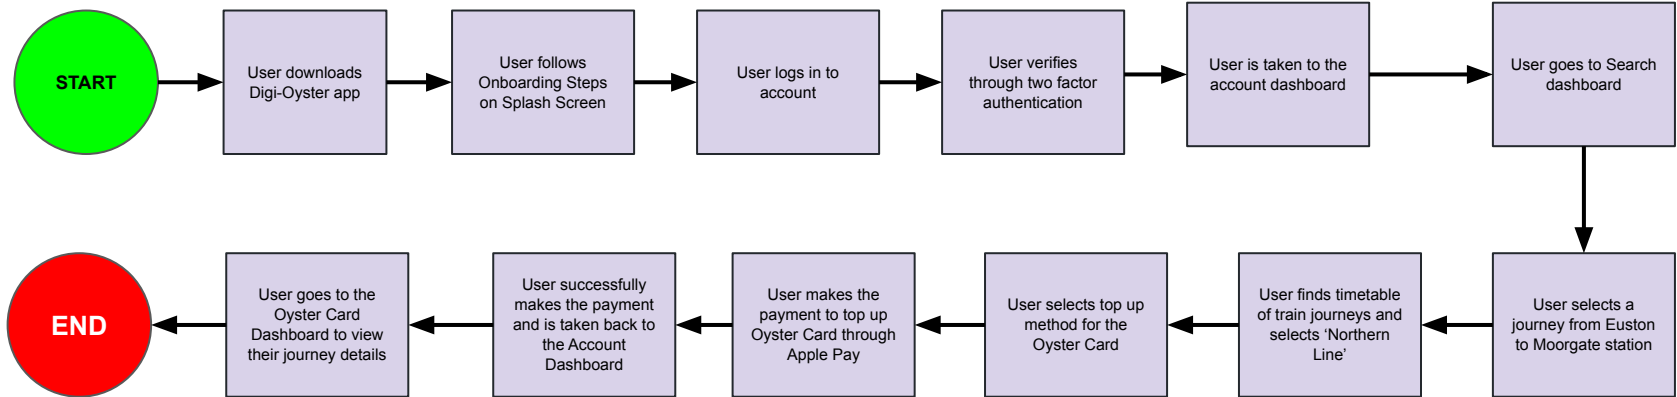 START
User downloads
Digi-Oyster app
User follows
Onboarding Steps
on Splash Screen
User logs in to
account
User verifies
through two factor
authentication
User is taken to the
account dashboard
User goes to Search
dashboard
User selects a
journey from Euston
to Moorgate station
User finds timetable
of train journeys and
selects ‘Northern
Line’
User selects top up
method for the
Oyster Card
User makes the
payment to top up
Oyster Card through
Apple Pay
User successfully
makes the payment
and is taken back to
the Account
Dashboard
User goes to the
Oyster Card
Dashboard to view
their journey details
END